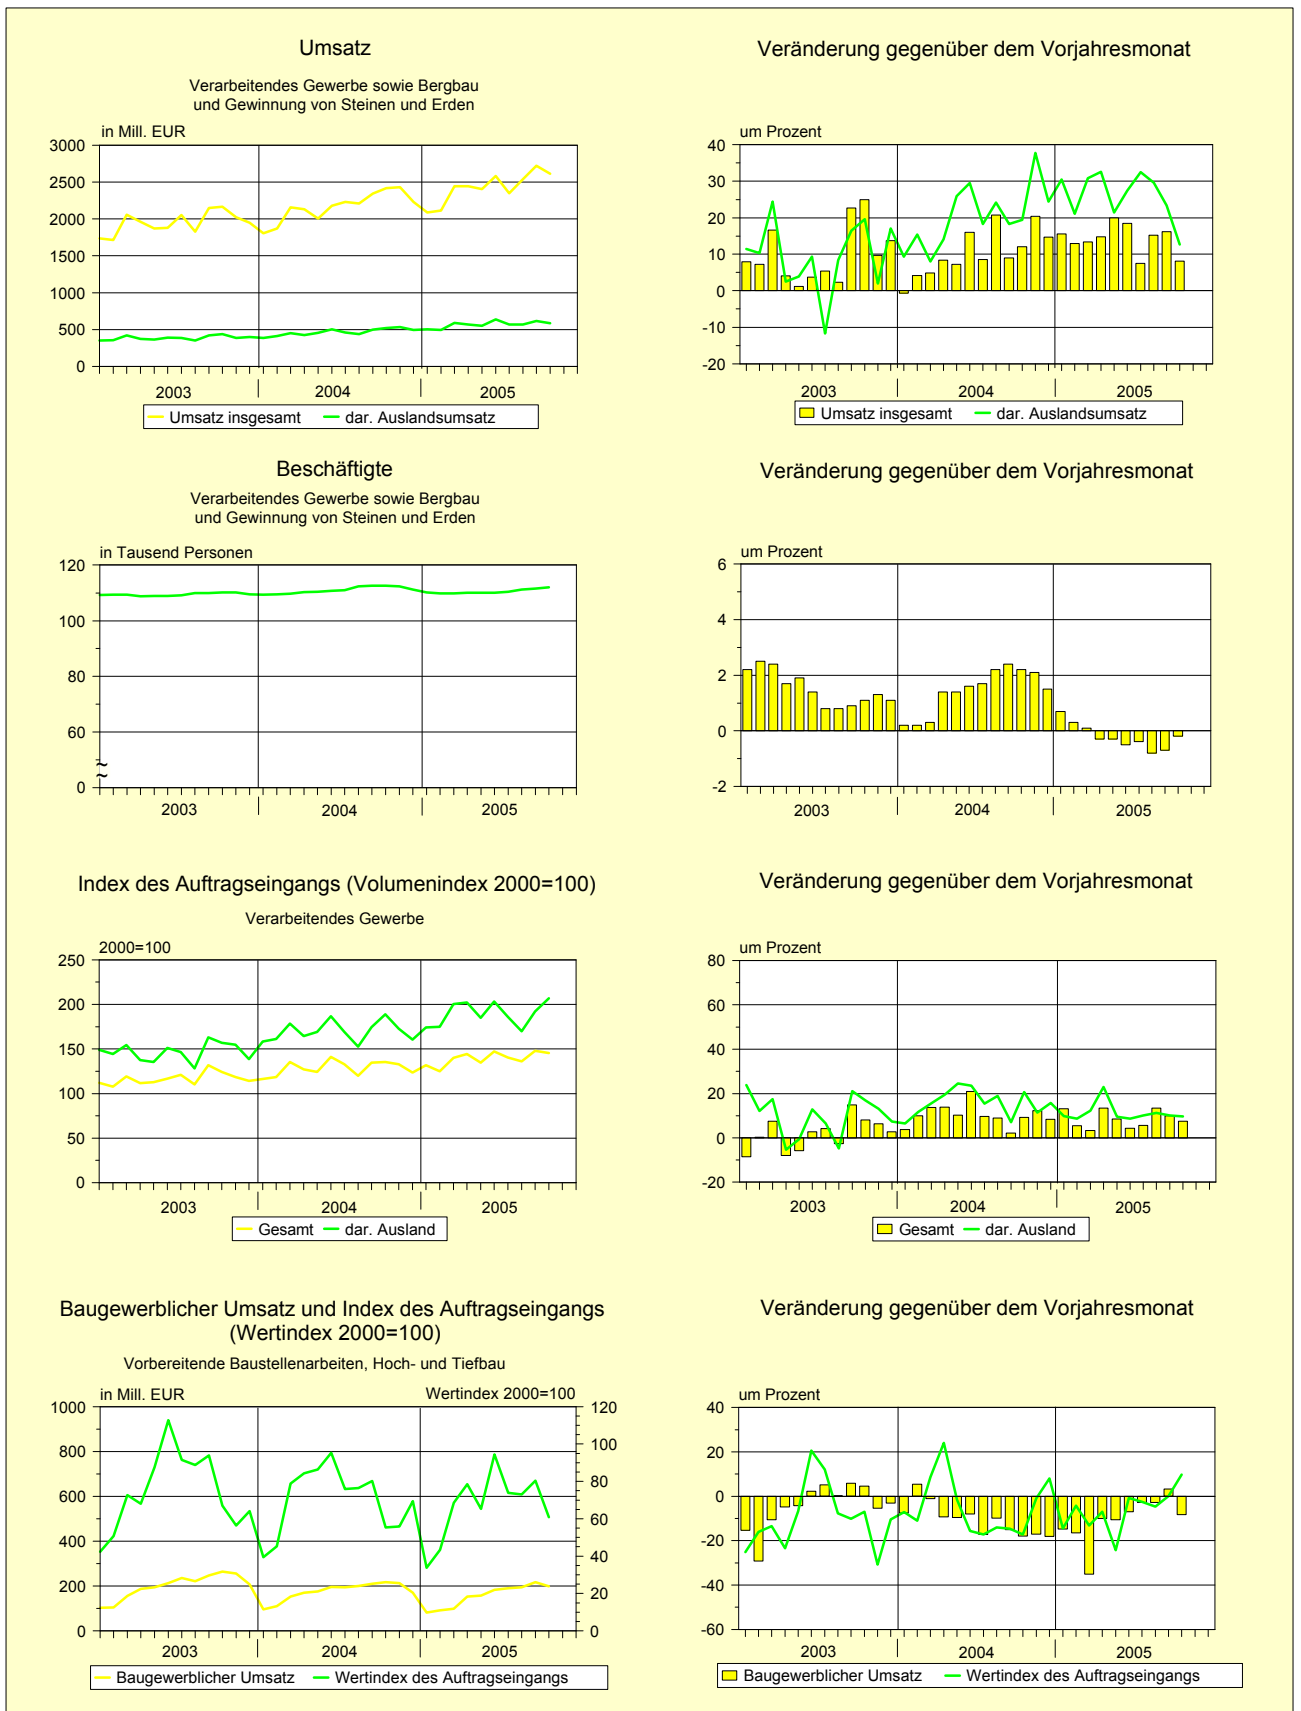 Umsatz
Verarbeitendes Gewerbe sowie Bergbau
und Gewinnung von Steinen und Erden
in Mill. EUR
3000
2500
2000
1500
1000
500
0
2003 2004 2005
Umsatz insgesamt dar. Auslandsumsatz
Veränderung gegenüber dem Vorjahresmonat
um Prozent
40
30
20
10
0
-10
-20
2003 2004 2005
Umsatz insgesamt dar. Auslandsumsatz
Beschäftigte
Verarbeitendes Gewerbe sowie Bergbau
und Gewinnung von Steinen und Erden
in Tausend Personen
120
100
80
60
0
2003 2004 2005
Veränderung gegenüber dem Vorjahresmonat
um Prozent
6
4
2
0
-2
2003 2004 2005
Index des Auftragseingangs (Volumenindex 2000=100)
Verarbeitendes Gewerbe
2000=100
250
200
150
100
50
0
2003 2004 2005
Gesamt dar. Ausland
Veränderung gegenüber dem Vorjahresmonat
um Prozent
80
60
40
20
0
-20
2003 2004 2005
Gesamt dar. Ausland
Baugewerblicher Umsatz und Index des Auftragseingangs
(Wertindex 2000=100)
Vorbereitende Baustellenarbeiten, Hoch- und Tiefbau
in Mill. EUR Wertindex 2000=100
1000 120
800 100
600 80
400 60
200 40
0 20
0
2003 2004 2005
Baugewerblicher Umsatz Wertindex des Auftragseingangs
Veränderung gegenüber dem Vorjahresmonat
um Prozent
40
20
0
-20
-40
-60
2003 2004 2005
Baugewerblicher Umsatz Wertindex des Auftragseingangs